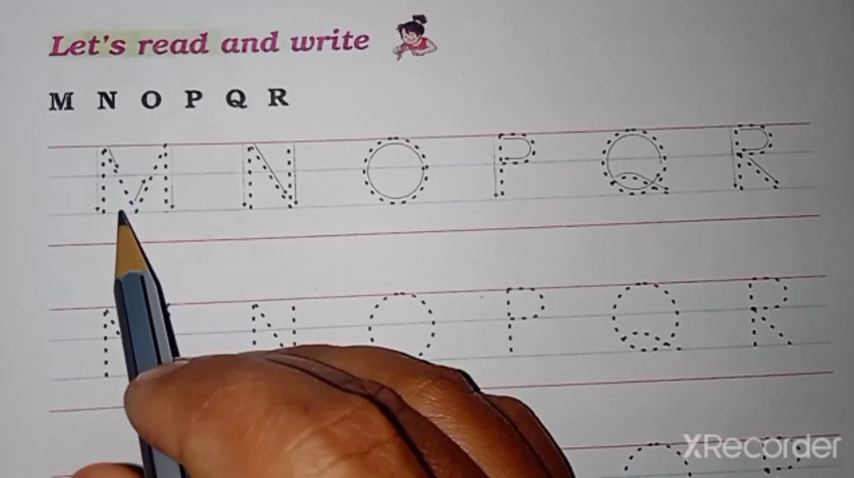 Let's read and write
M N O P Q R
M N O P Q R
M N O P Q R
Q R
XRecorder